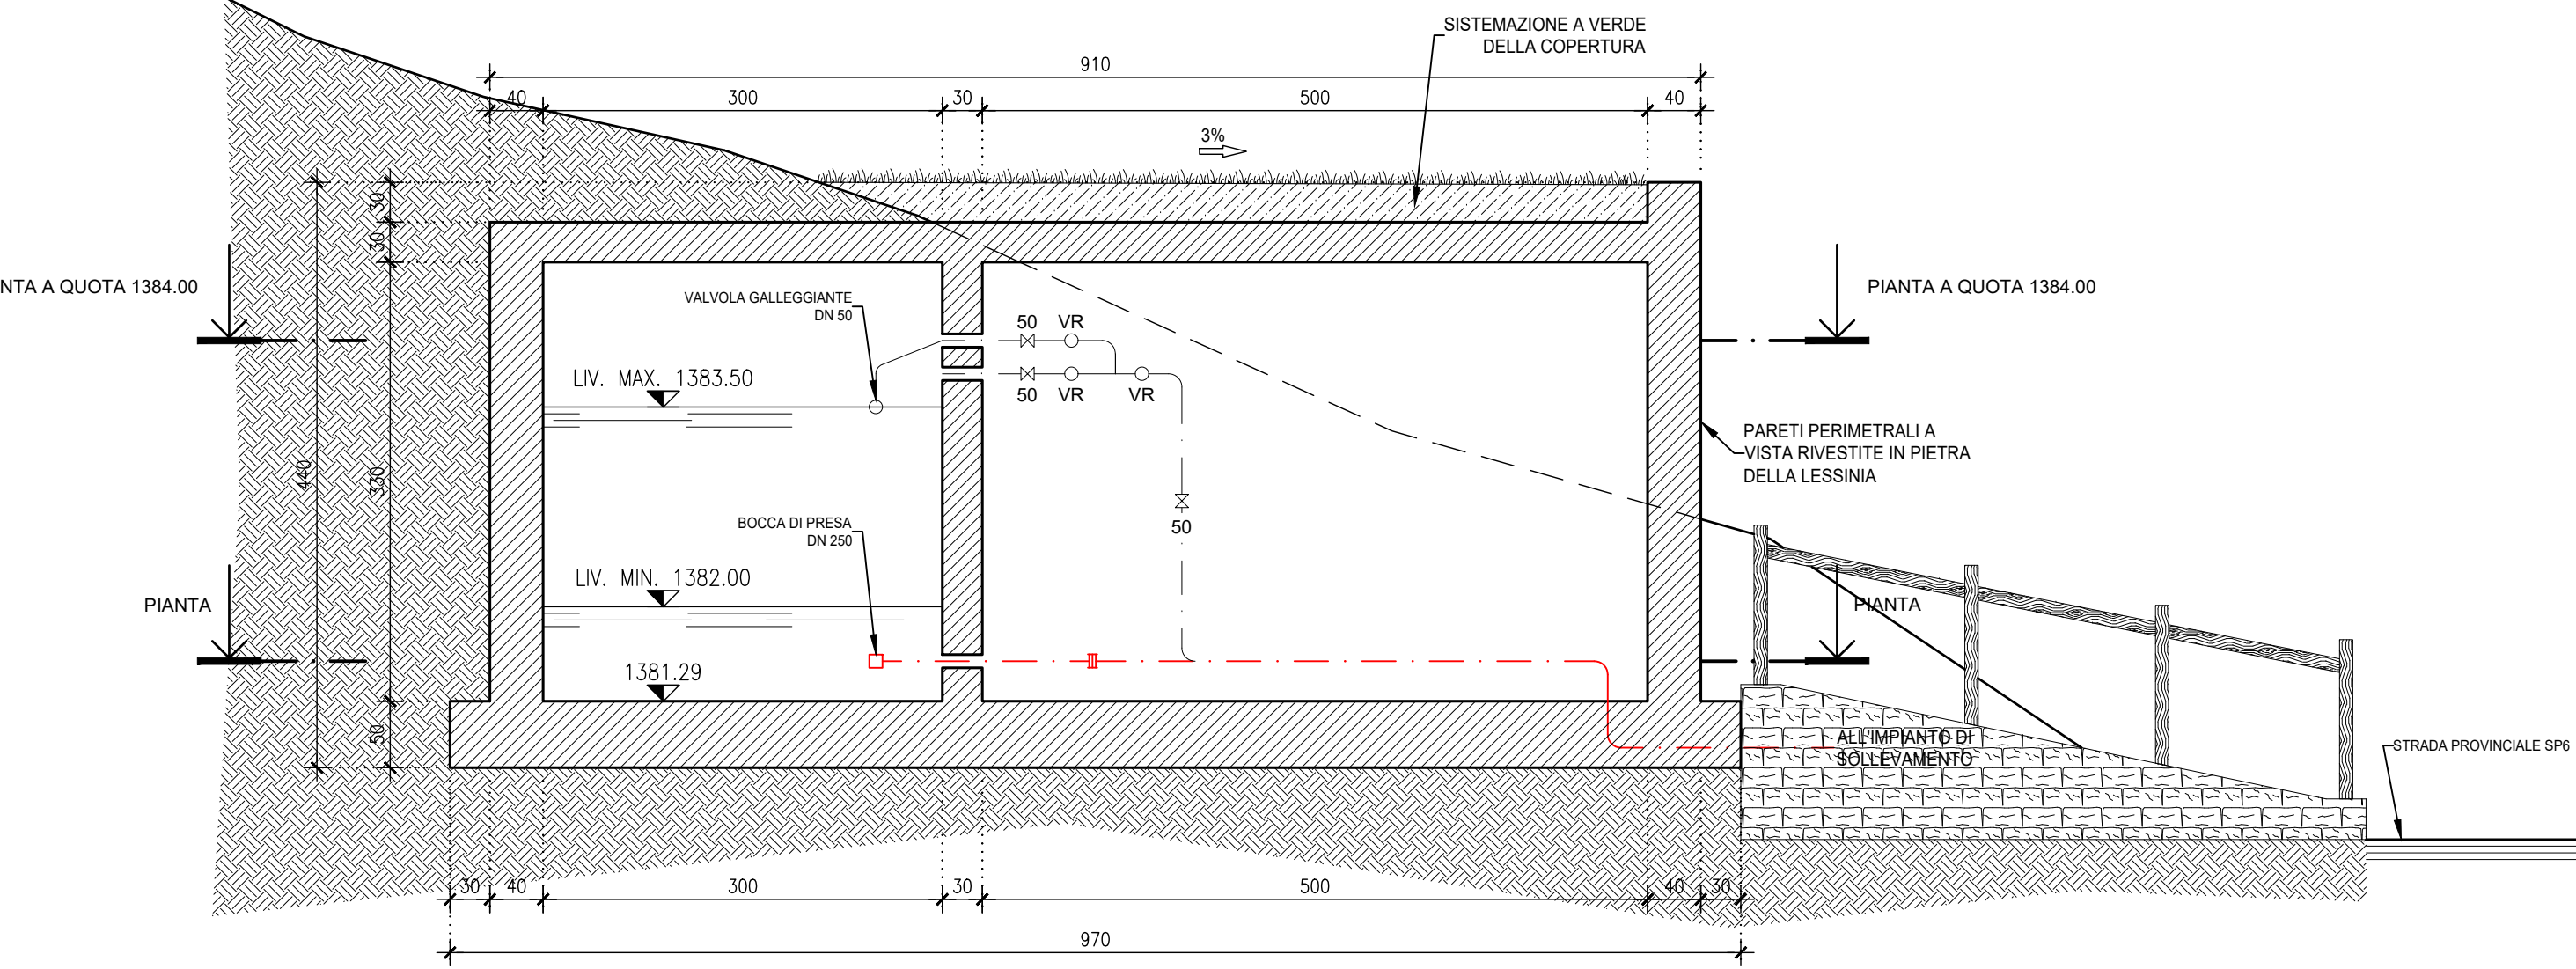 SISTEMAZIONE A VERDE
DELLA COPERTURA
910
40
300
30
500
40
3%
30
30
NTA A QUOTA 1384.00
PIANTA A QUOTA 1384.00
VALVOLA GALLEGGIANTE
DN 50
50
VR
LIV. MAX. 1383.50
50
VR
VR
PARETI PERIMETRALI A
VISTA RIVESTITE IN PIETRA
DELLA LESSINIA
440
330
BOCCA DI PRESA
DN 250
50
LIV. MIN. 1382.00
PIANTA
PIANTA
1381.29
50
ALL'IMPIANTO DI
SOLLEVAMENTO
STRADA PROVINCIALE SP6
30
40
300
30
500
40
30
970